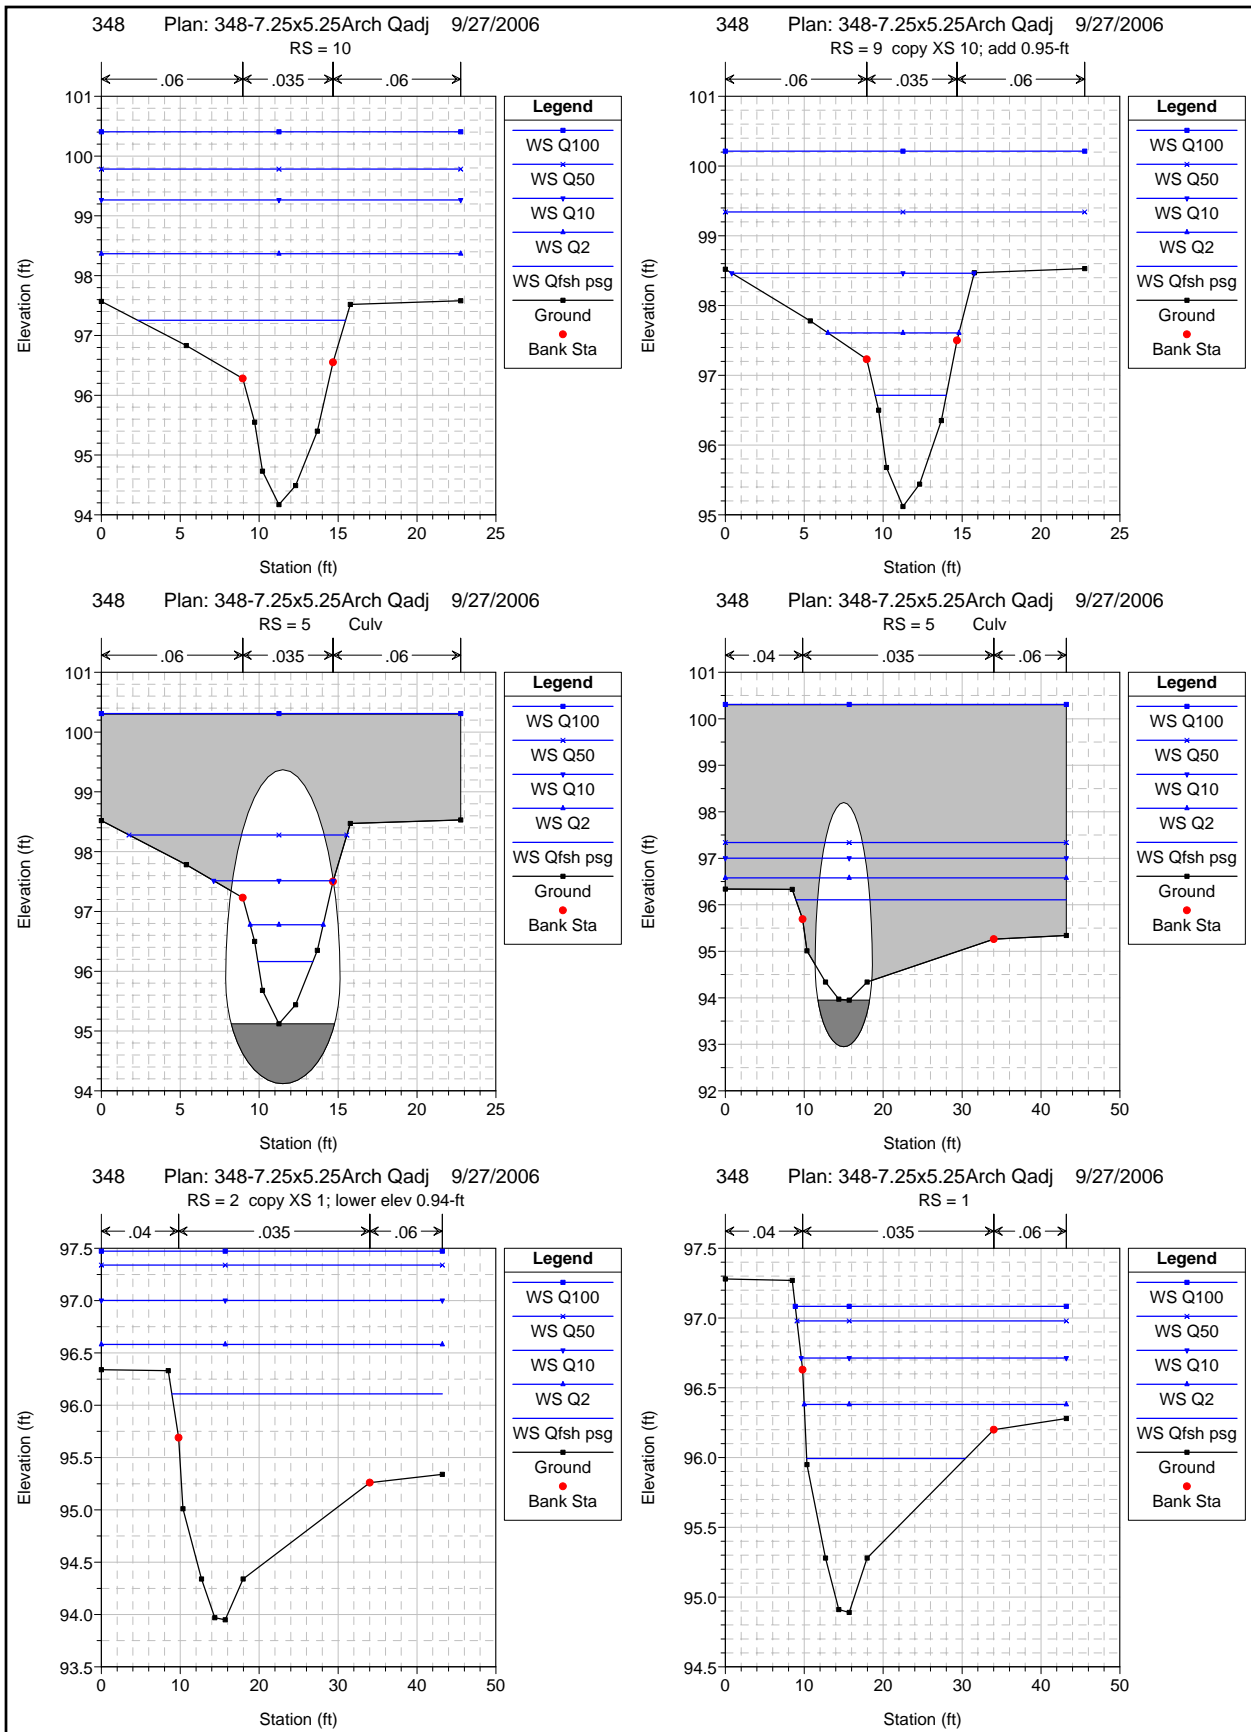 348 Plan: 348-7.25x5.25Arch Qadj 9/27/2006
RS = 10
.06 .035 .06
101
100
99
98
97
96
95
94
0 5 10 15 20 25
Elevation (ft)
Station (ft)
Legend
WS Q100
WS Q50
WS Q10
WS Q2
WS Qfsh psg
Ground
Bank Sta
348 Plan: 348-7.25x5.25Arch Qadj 9/27/2006
RS = 9 copy XS 10; add 0.95-ft
.06 .035 .06
101
100
99
98
97
96
95
0 5 10 15 20 25
Elevation (ft)
Station (ft)
Legend
WS Q100
WS Q50
WS Q10
WS Q2
WS Qfsh psg
Ground
Bank Sta
348 Plan: 348-7.25x5.25Arch Qadj 9/27/2006
RS = 5 Culv
.06 .035 .06
101
100
99
98
97
96
95
94
0 5 10 15 20 25
Elevation (ft)
Station (ft)
Legend
WS Q100
WS Q50
WS Q10
WS Q2
WS Qfsh psg
Ground
Bank Sta
348 Plan: 348-7.25x5.25Arch Qadj 9/27/2006
RS = 5 Culv
.04 .035 .06
101
100
99
98
97
96
95
94
93
92
0 10 20 30 40 50
Elevation (ft)
Station (ft)
Legend
WS Q100
WS Q50
WS Q10
WS Q2
WS Qfsh psg
Ground
Bank Sta
348 Plan: 348-7.25x5.25Arch Qadj 9/27/2006
RS = 2 copy XS 1; lower elev 0.94-ft
.04 .035 .06
97.5
97.0
96.5
96.0
95.5
95.0
94.5
94.0
93.5
0 10 20 30 40 50
Elevation (ft)
Station (ft)
Legend
WS Q100
WS Q50
WS Q10
WS Q2
WS Qfsh psg
Ground
Bank Sta
348 Plan: 348-7.25x5.25Arch Qadj 9/27/2006
RS = 1
.04 .035 .06
97.5
97.0
96.5
96.0
95.5
95.0
94.5
0 10 20 30 40 50
Elevation (ft)
Station (ft)
Legend
WS Q100
WS Q50
WS Q10
WS Q2
WS Qfsh psg
Ground
Bank Sta